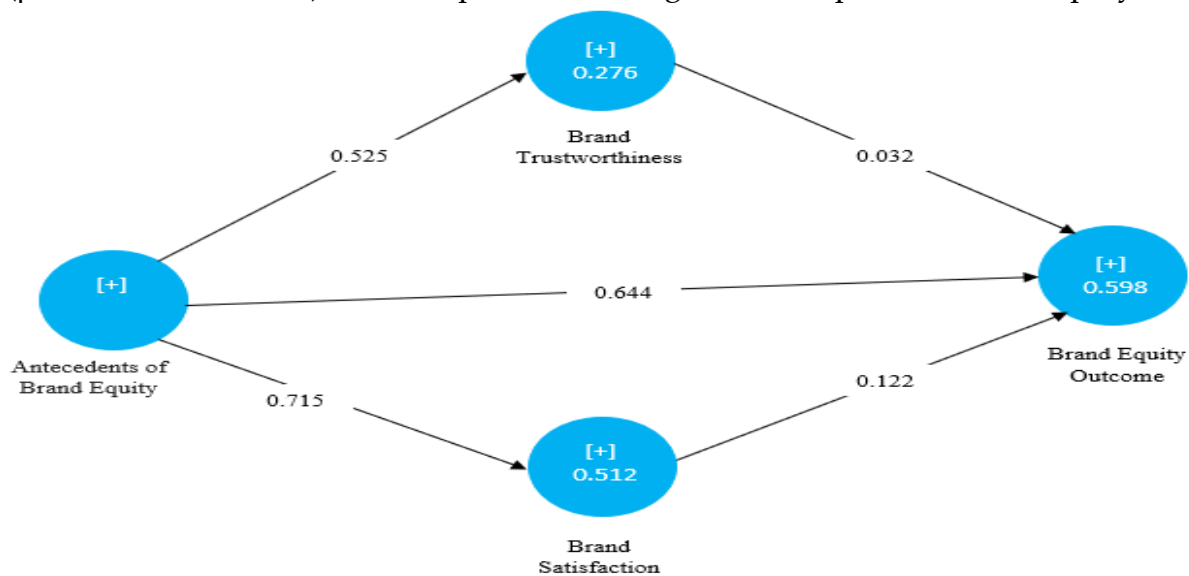 [+]
0.276
Brand
Trustworthiness
0.525
0.032
[+]
[+]
0.598
0.644
Antecedents of
Brand Equity
Brand Equity
Outcome
0.715
0.122
[+]
0.512
Brand
Satisfaction